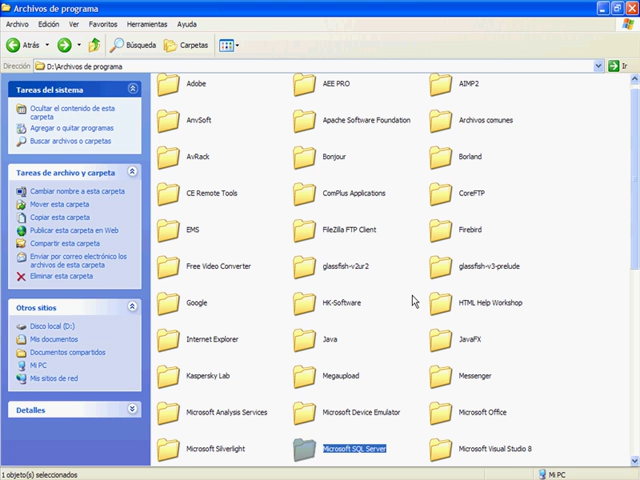 Archivos de programa
Archivo Edición Ver Favoritos Herramientas Ayuda
Atrás Búsqueda Carpetas
Dirección D:\Archivos de programa Ir
Tareas del sistema
Ocultar el contenido de esta
carpeta
Agregar o quitar programas
Buscar archivos o carpetas
Tareas de archivo y carpeta
Cambiar nombre a esta carpeta
Mover esta carpeta
Copiar esta carpeta
Publicar esta carpeta en Web
Compartir esta carpeta
Enviar por correo electrónico los
archivos de esta carpeta
Eliminar esta carpeta
Otros sitios
Disco local (D:)
Mis documentos
Documentos compartidos
Mi PC
Mis sitios de red
Detalles
Adobe AEE PRO AIMP2
AnvSoft Apache Software Foundation Archivos comunes
AvRack Bonjour Borland
CE Remote Tools ComPlus Applications CoreFTP
EMS FileZilla FTP Client Firebird
Free Video Converter glassfish-v2ur2 glassfish-v3-prelude
Google HK-Software HTML Help Workshop
Internet Explorer Java JavaFX
Kaspersky Lab Megaupload Messenger
Microsoft Analysis Services Microsoft Device Emulator Microsoft Office
Microsoft Silverlight Microsoft SQL Server Microsoft Visual Studio 8
1 objeto(s) seleccionados Mi PC